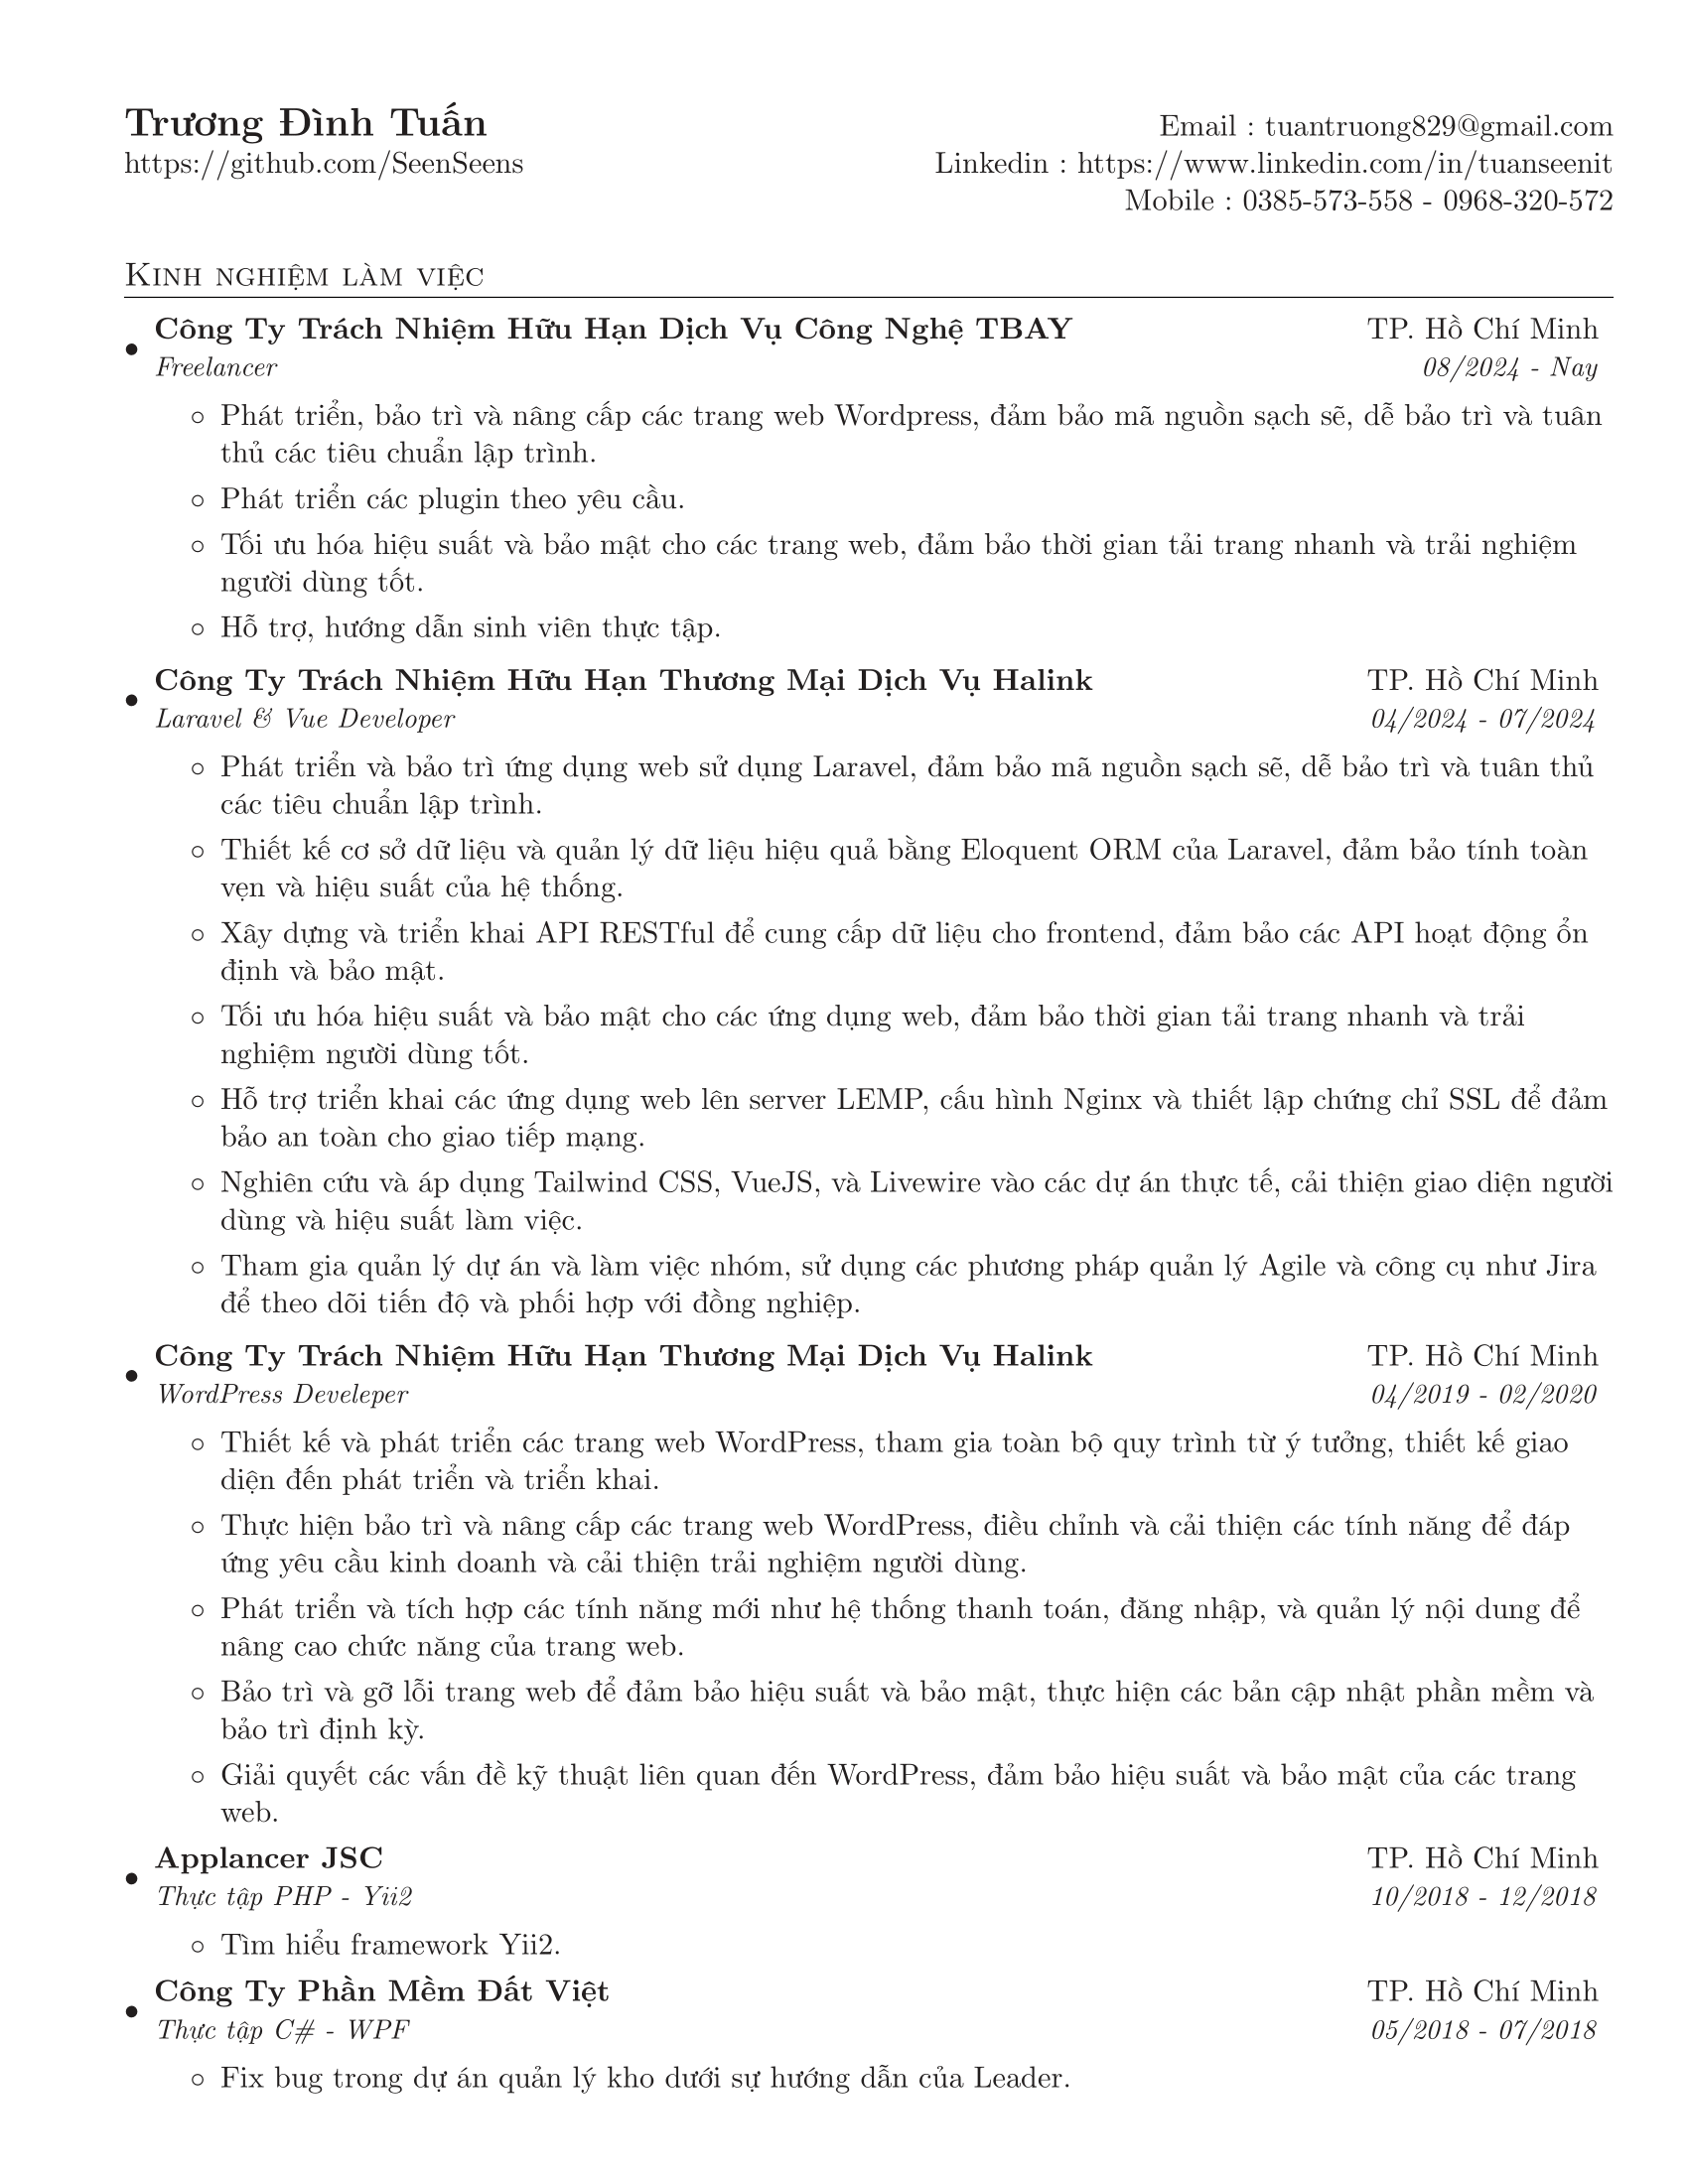 Trương Đình Tuấn
Email : tuantruong829@gmail.com
https://github.com/SeenSeens
Linkedin : https://www.linkedin.com/in/tuanseenit
Mobile : 0385-573-558 - 0968-320-572
Kinh nghiệm làm việc
• Công Ty Trách Nhiệm Hữu Hạn Dịch Vụ Công Nghệ TBAY TP. Hồ Chí Minh
Freelancer 08/2024 - Nay
◦ Phát triển, bảo trì và nâng cấp các trang web Wordpress, đảm bảo mã nguồn sạch sẽ, dễ bảo trì và tuân
thủ các tiêu chuẩn lập trình.
◦ Phát triển các plugin theo yêu cầu.
◦ Tối ưu hóa hiệu suất và bảo mật cho các trang web, đảm bảo thời gian tải trang nhanh và trải nghiệm
người dùng tốt.
◦ Hỗ trợ, hướng dẫn sinh viên thực tập.
• Công Ty Trách Nhiệm Hữu Hạn Thương Mại Dịch Vụ Halink TP. Hồ Chí Minh
Laravel & Vue Developer 04/2024 - 07/2024
◦ Phát triển và bảo trì ứng dụng web sử dụng Laravel, đảm bảo mã nguồn sạch sẽ, dễ bảo trì và tuân thủ
các tiêu chuẩn lập trình.
◦ Thiết kế cơ sở dữ liệu và quản lý dữ liệu hiệu quả bằng Eloquent ORM của Laravel, đảm bảo tính toàn
vẹn và hiệu suất của hệ thống.
◦ Xây dựng và triển khai API RESTful để cung cấp dữ liệu cho frontend, đảm bảo các API hoạt động ổn
định và bảo mật.
◦ Tối ưu hóa hiệu suất và bảo mật cho các ứng dụng web, đảm bảo thời gian tải trang nhanh và trải
nghiệm người dùng tốt.
◦ Hỗ trợ triển khai các ứng dụng web lên server LEMP, cấu hình Nginx và thiết lập chứng chỉ SSL để đảm
bảo an toàn cho giao tiếp mạng.
◦ Nghiên cứu và áp dụng Tailwind CSS, VueJS, và Livewire vào các dự án thực tế, cải thiện giao diện người
dùng và hiệu suất làm việc.
◦ Tham gia quản lý dự án và làm việc nhóm, sử dụng các phương pháp quản lý Agile và công cụ như Jira
để theo dõi tiến độ và phối hợp với đồng nghiệp.
• Công Ty Trách Nhiệm Hữu Hạn Thương Mại Dịch Vụ Halink TP. Hồ Chí Minh
WordPress Develeper 04/2019 - 02/2020
◦ Thiết kế và phát triển các trang web WordPress, tham gia toàn bộ quy trình từ ý tưởng, thiết kế giao
diện đến phát triển và triển khai.
◦ Thực hiện bảo trì và nâng cấp các trang web WordPress, điều chỉnh và cải thiện các tính năng để đáp
ứng yêu cầu kinh doanh và cải thiện trải nghiệm người dùng.
◦ Phát triển và tích hợp các tính năng mới như hệ thống thanh toán, đăng nhập, và quản lý nội dung để
nâng cao chức năng của trang web.
◦ Bảo trì và gỡ lỗi trang web để đảm bảo hiệu suất và bảo mật, thực hiện các bản cập nhật phần mềm và
bảo trì định kỳ.
◦ Giải quyết các vấn đề kỹ thuật liên quan đến WordPress, đảm bảo hiệu suất và bảo mật của các trang
web.
• Applancer JSC TP. Hồ Chí Minh
Thực tập PHP - Yii2 10/2018 - 12/2018
◦ Tìm hiểu framework Yii2.
• Công Ty Phần Mềm Đất Việt TP. Hồ Chí Minh
Thực tập C# - WPF 05/2018 - 07/2018
◦ Fix bug trong dự án quản lý kho dưới sự hướng dẫn của Leader.